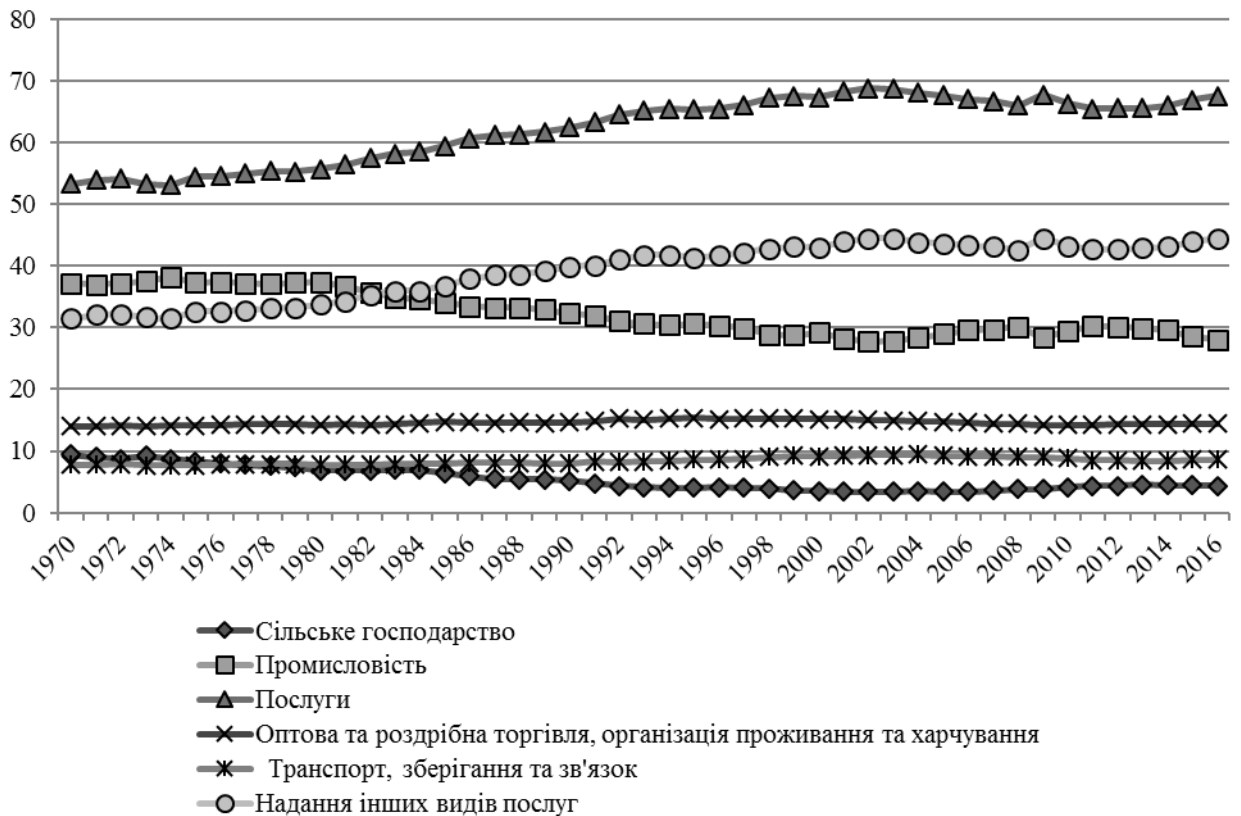 80
70
60
50
40
30
20
10
0
1970 1972 1974 1976 1978 1980 1982 1984 1986 1988 1990 1992 1994 1996 1998 2000 2002 2004 2006 2008 2010 2012 2014 2016
Сільське господарство
Промисловість
Послуги
Оптова та роздрібна торгівля, організація проживання та харчування
Транспорт, зберігання та зв'язок
Надання інших видів послуг